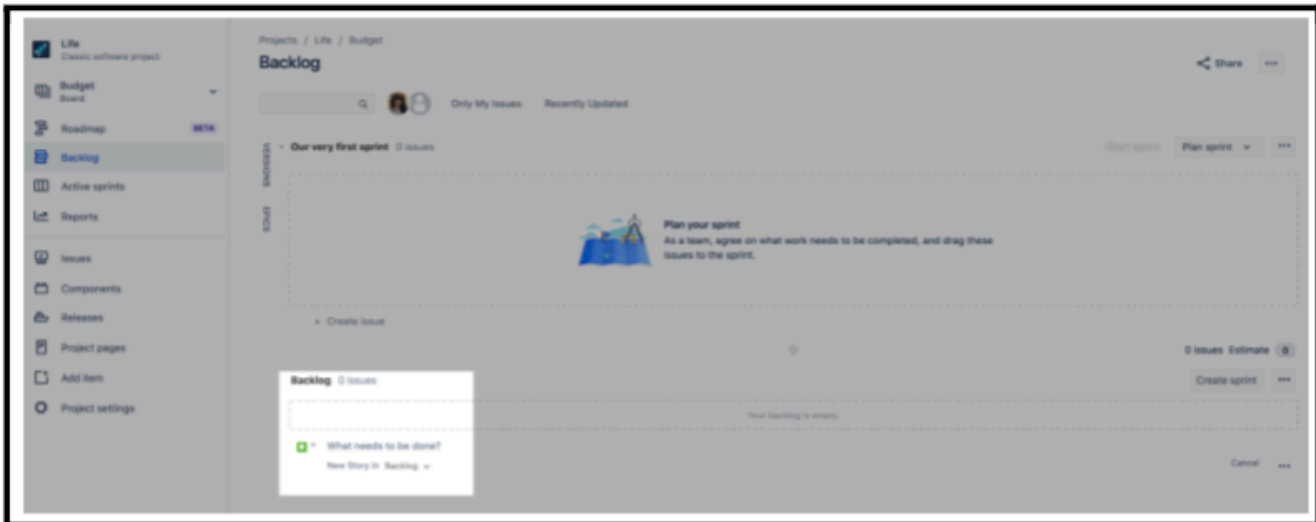 Life
Classic software project
Budget
Board
Roadmap BETA
Backlog
Active sprints
Reports
Issues
Components
Releases
Project pages
Add item
Project settings
Projects / Life / Budget
Backlog
Share
Only My Issues Recently Updated
VERSIONS
EPICS
Our very first sprint 0 issues
Start sprint Plan sprint
Plan your sprint
As a team, agree on what work needs to be completed, and drag these
issues to the sprint.
+ Create issue
0 issues Estimate 0
Backlog 0 issues
Create sprint
Your backlog is empty.
What needs to be done?
New Story in Backlog
Cancel